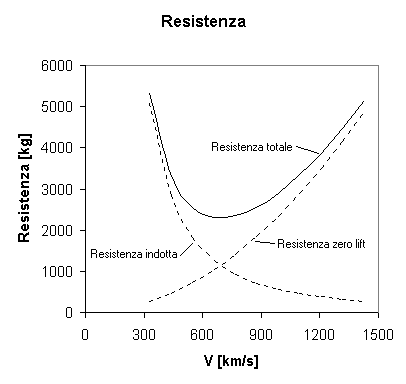 Resistenza
6000
5000
4000
3000
2000
1000
0
Resistenza [kg]
Resistenza totale
Resistenza zero lift
Resistenza indotta
0 300 600 900 1200 1500
V [km/s]